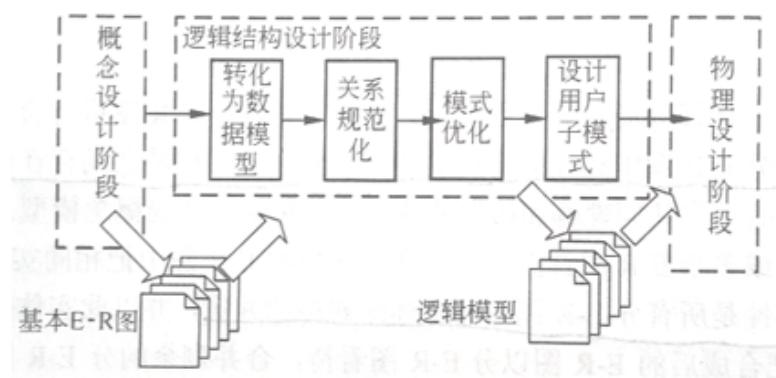 概念设计阶段
逻辑结构设计阶段
转化
为数
据模
型
关系
规范
化
模式
优化
设计
用户
子模
式
物理设计阶段
基本E-R图
逻辑模型